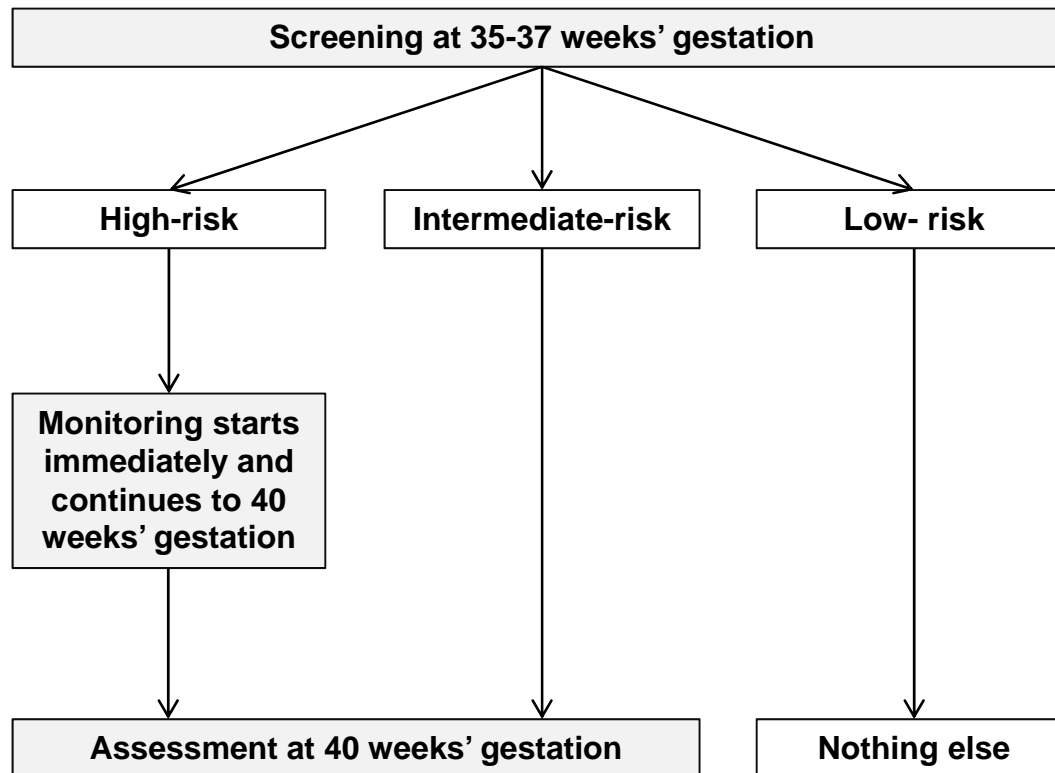 Screening at 35-37 weeks’ gestation
High-risk
Intermediate-risk
Low- risk
Monitoring starts
immediately and
continues to 40
weeks’ gestation
Assessment at 40 weeks’ gestation
Nothing else